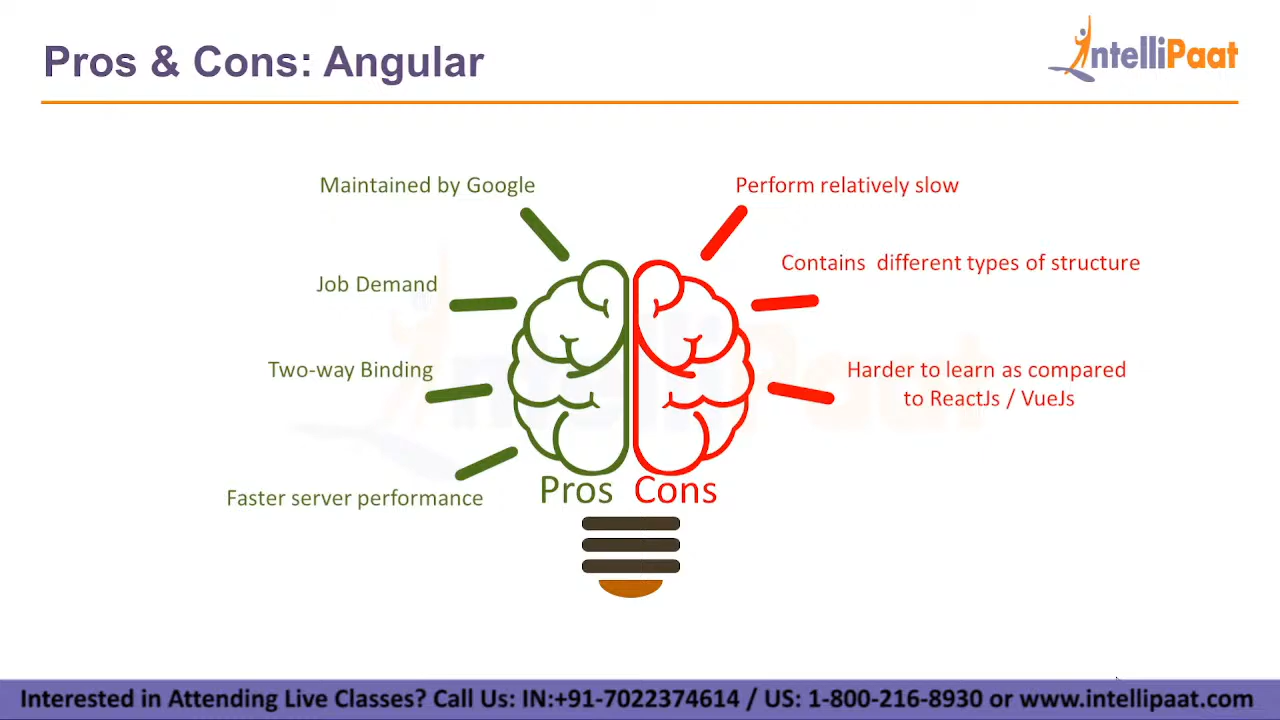 Pros & Cons: Angular
IntelliPaat
Maintained by Google
Perform relatively slow
Contains different types of structure
Job Demand
Two-way Binding
Harder to learn as compared
to ReactJs / VueJs
Faster server performance
Pros
Cons
Interested in Attending Live Classes? Call Us: IN:+91-7022374614 / US: 1-800-216-8930 or www.intellipaat.com